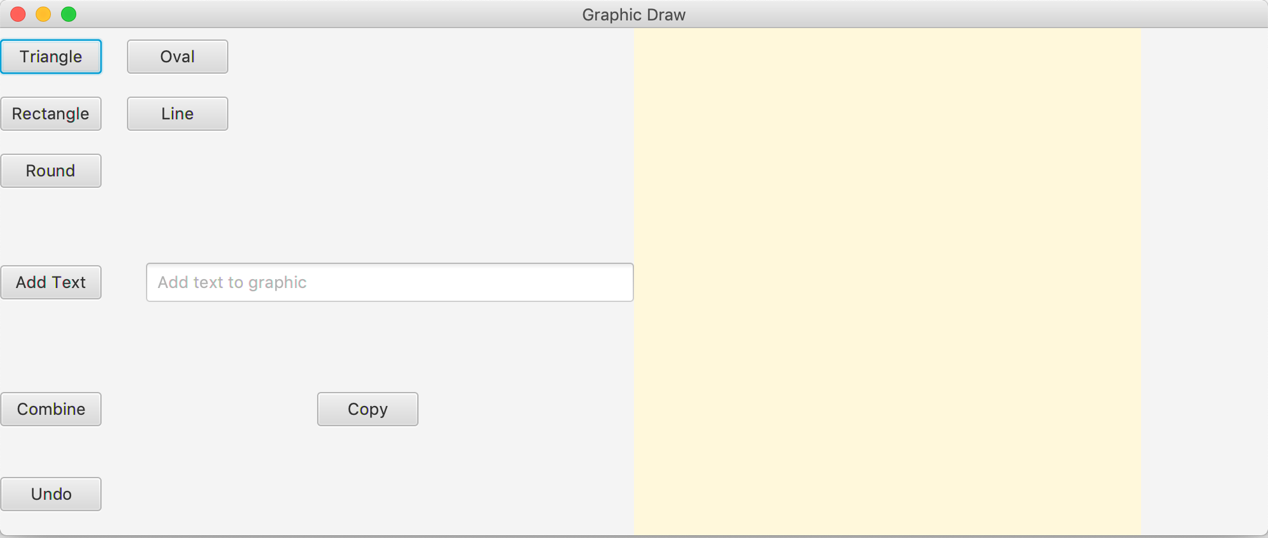 Graphic Draw
Triangle Oval
Rectangle Line
Round
Add Text Add text to graphic
Combine Copy
Undo